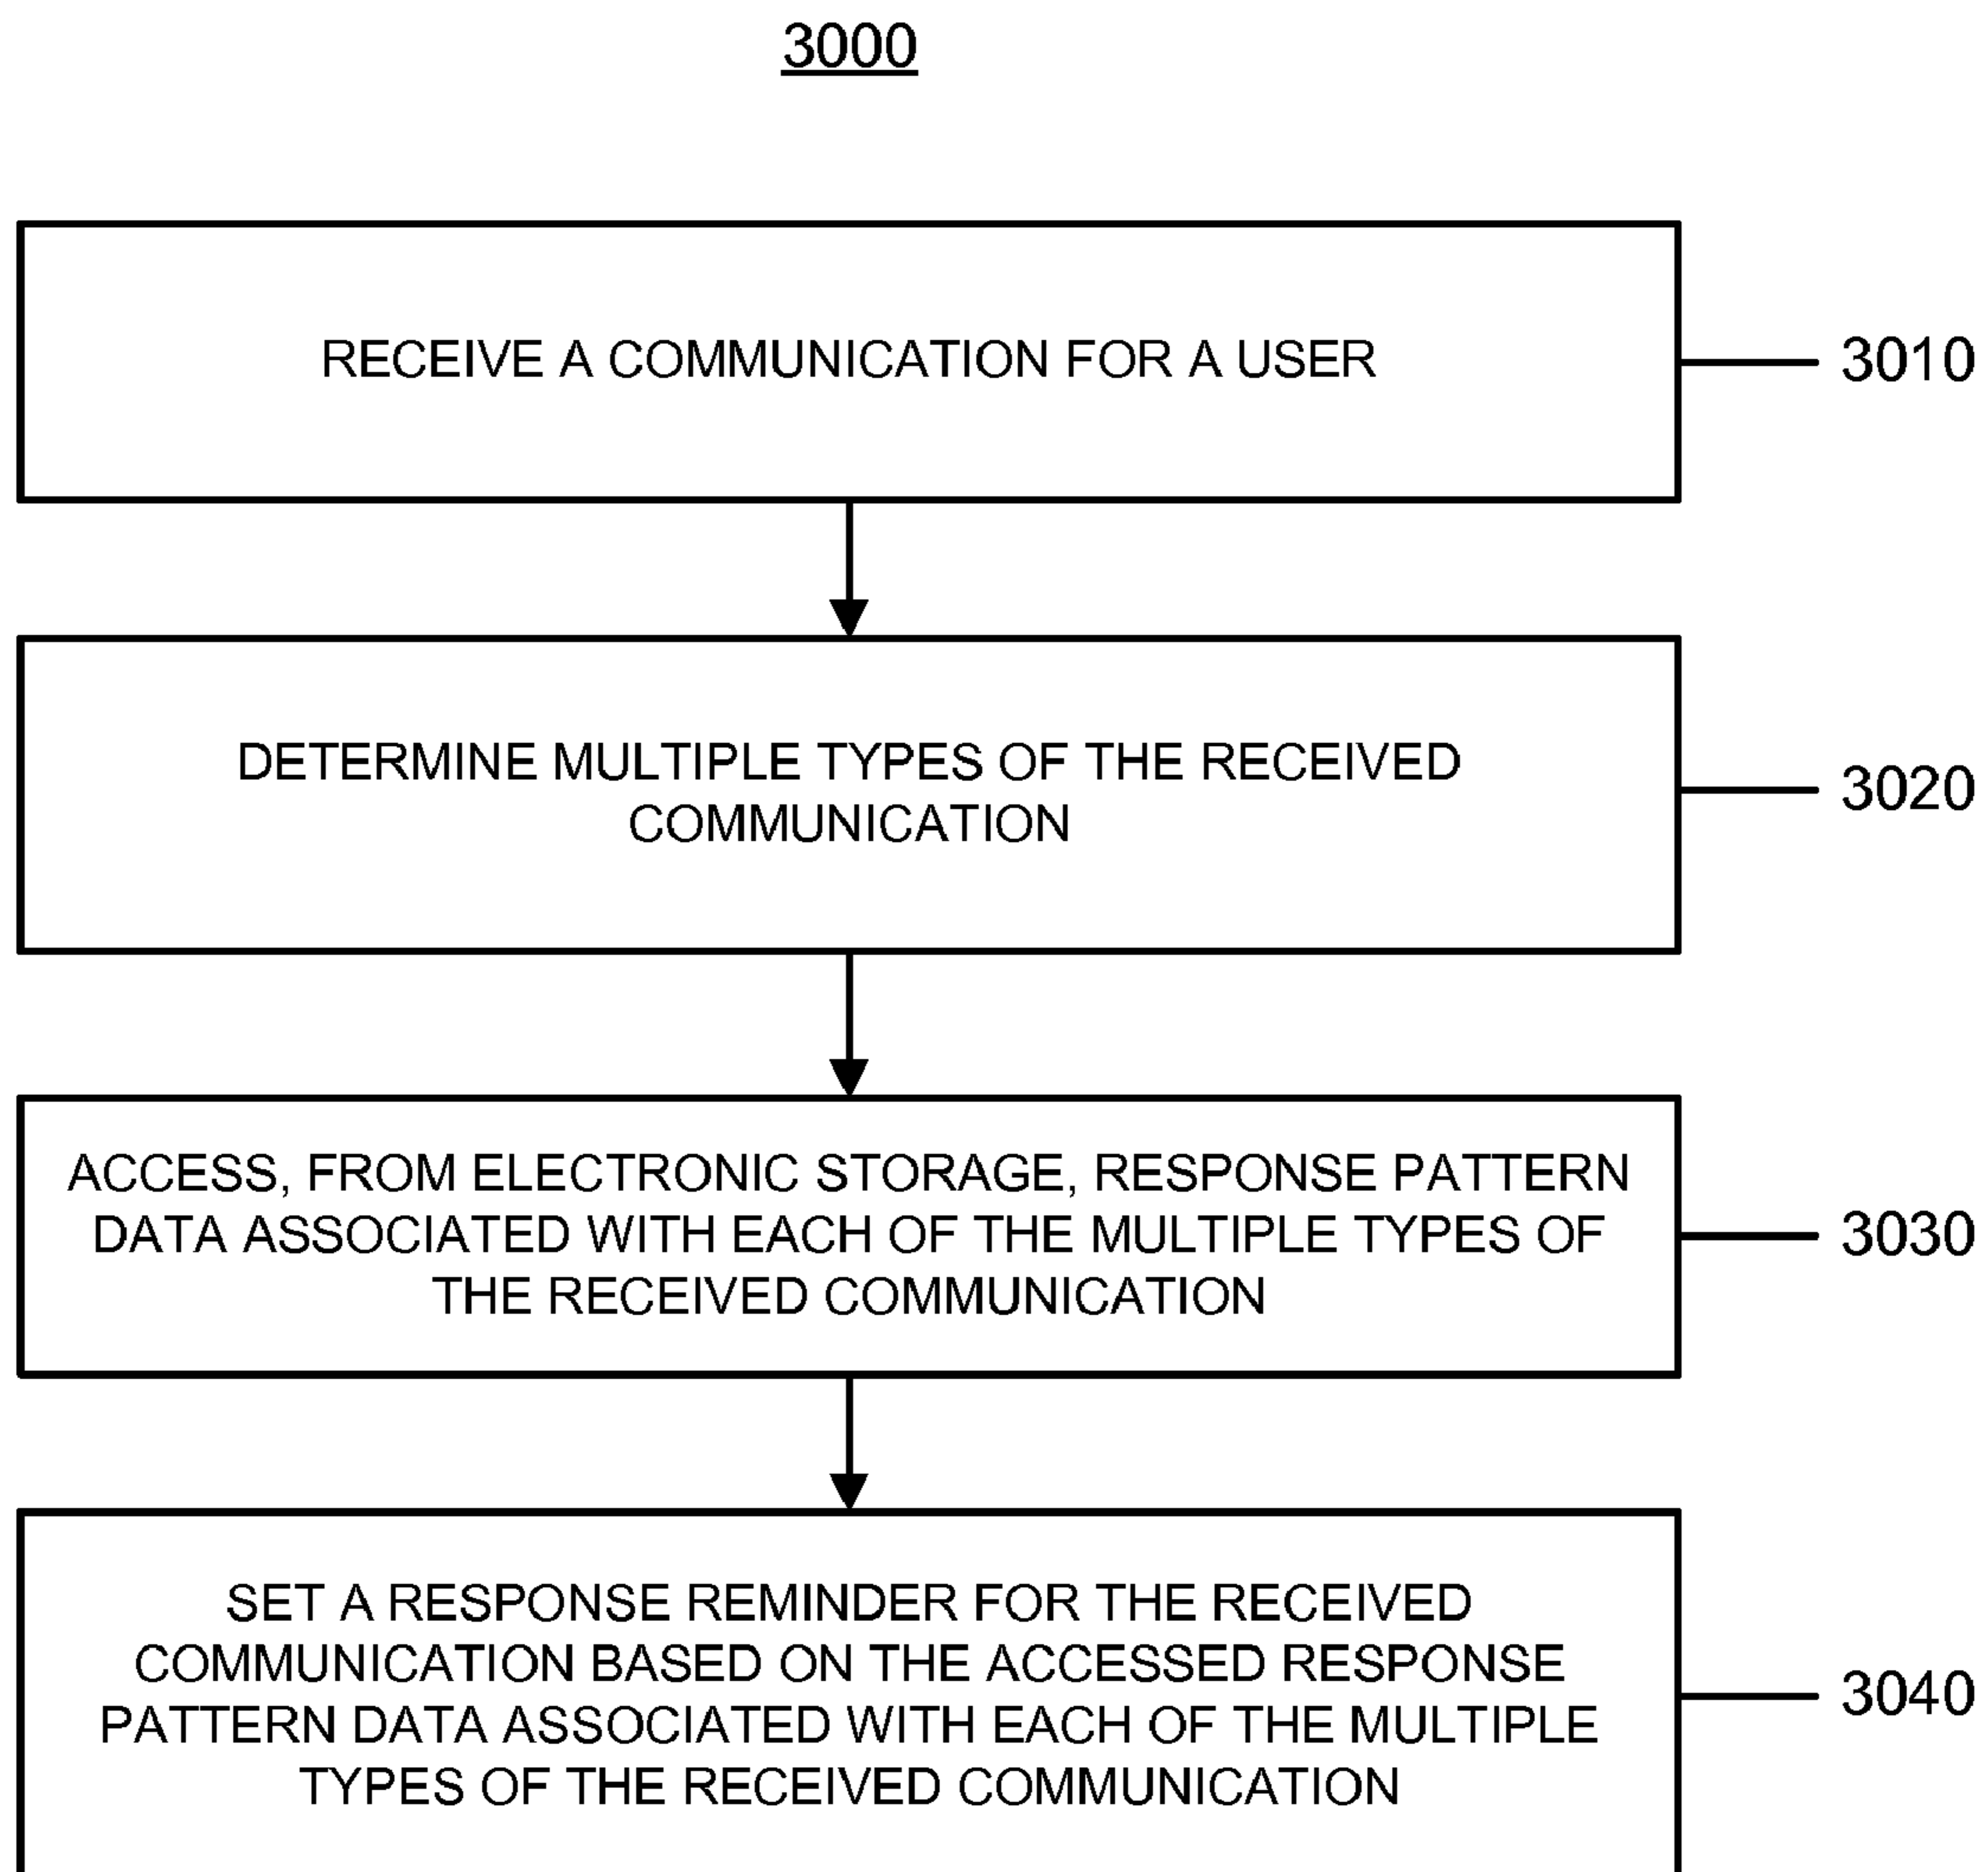 3000
RECEIVE A COMMUNICATION FOR A USER
3010
DETERMINE MULTIPLE TYPES OF THE RECEIVED
COMMUNICATION
3020
ACCESS, FROM ELECTRONIC STORAGE, RESPONSE PATTERN
DATA ASSOCIATED WITH EACH OF THE MULTIPLE TYPES OF
THE RECEIVED COMMUNICATION
3030
SET A RESPONSE REMINDER FOR THE RECEIVED
COMMUNICATION BASED ON THE ACCESSED RESPONSE
PATTERN DATA ASSOCIATED WITH EACH OF THE MULTIPLE
TYPES OF THE RECEIVED COMMUNICATION
3040